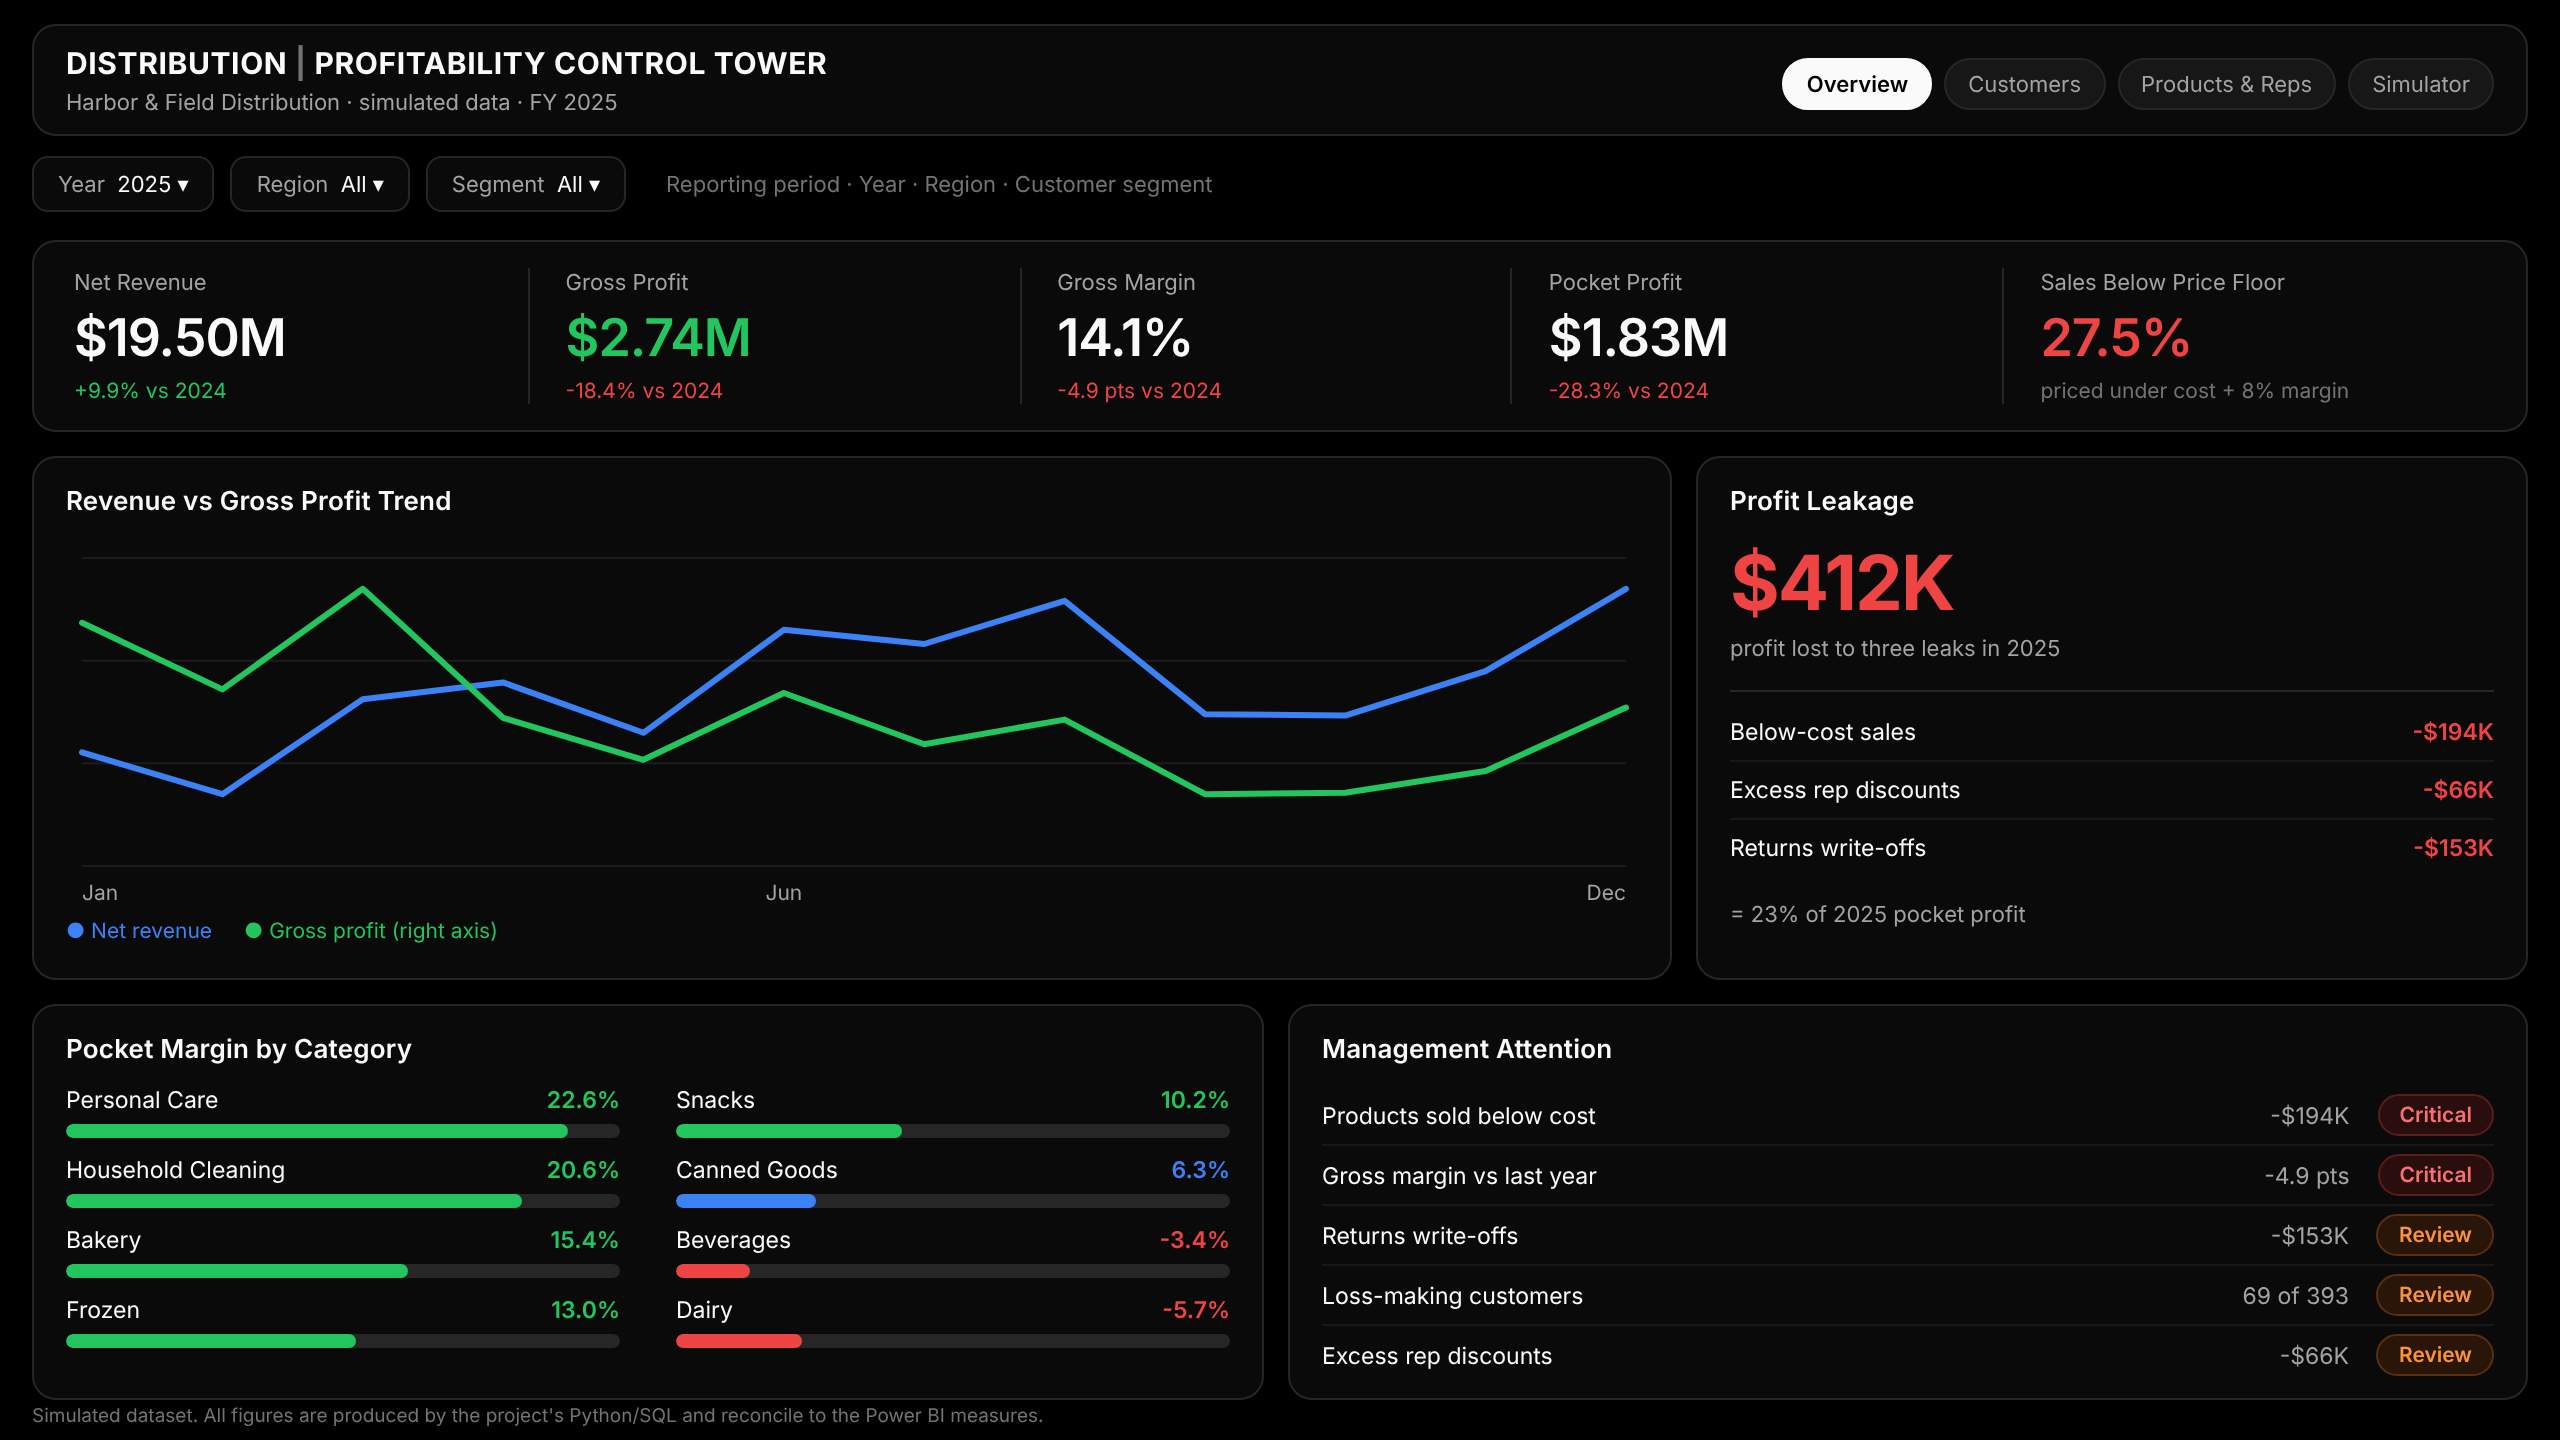 DISTRIBUTION | PROFITABILITY CONTROL TOWER
Harbor & Field Distribution · simulated data · FY 2025
Overview
Customers
Products & Reps
Simulator
Year 2025 ▾
Region All ▾
Segment All ▾
Reporting period · Year · Region · Customer segment
Net Revenue
$19.50M
+9.9% vs 2024
Gross Profit
$2.74M
-18.4% vs 2024
Gross Margin
14.1%
-4.9 pts vs 2024
Pocket Profit
$1.83M
-28.3% vs 2024
Sales Below Price Floor
27.5%
priced under cost + 8% margin
Revenue vs Gross Profit Trend
Jan
Jun
Dec
Net revenue
Gross profit (right axis)
Profit Leakage
$412K
profit lost to three leaks in 2025
Below-cost sales -$194K
Excess rep discounts -$66K
Returns write-offs -$153K
= 23% of 2025 pocket profit
Pocket Margin by Category
Personal Care 22.6%
Household Cleaning 20.6%
Bakery 15.4%
Frozen 13.0%
Snacks 10.2%
Canned Goods 6.3%
Beverages -3.4%
Dairy -5.7%
Management Attention
Products sold below cost -$194K Critical
Gross margin vs last year -4.9 pts Critical
Returns write-offs -$153K Review
Loss-making customers 69 of 393 Review
Excess rep discounts -$66K Review
Simulated dataset. All figures are produced by the project's Python/SQL and reconcile to the Power BI measures.